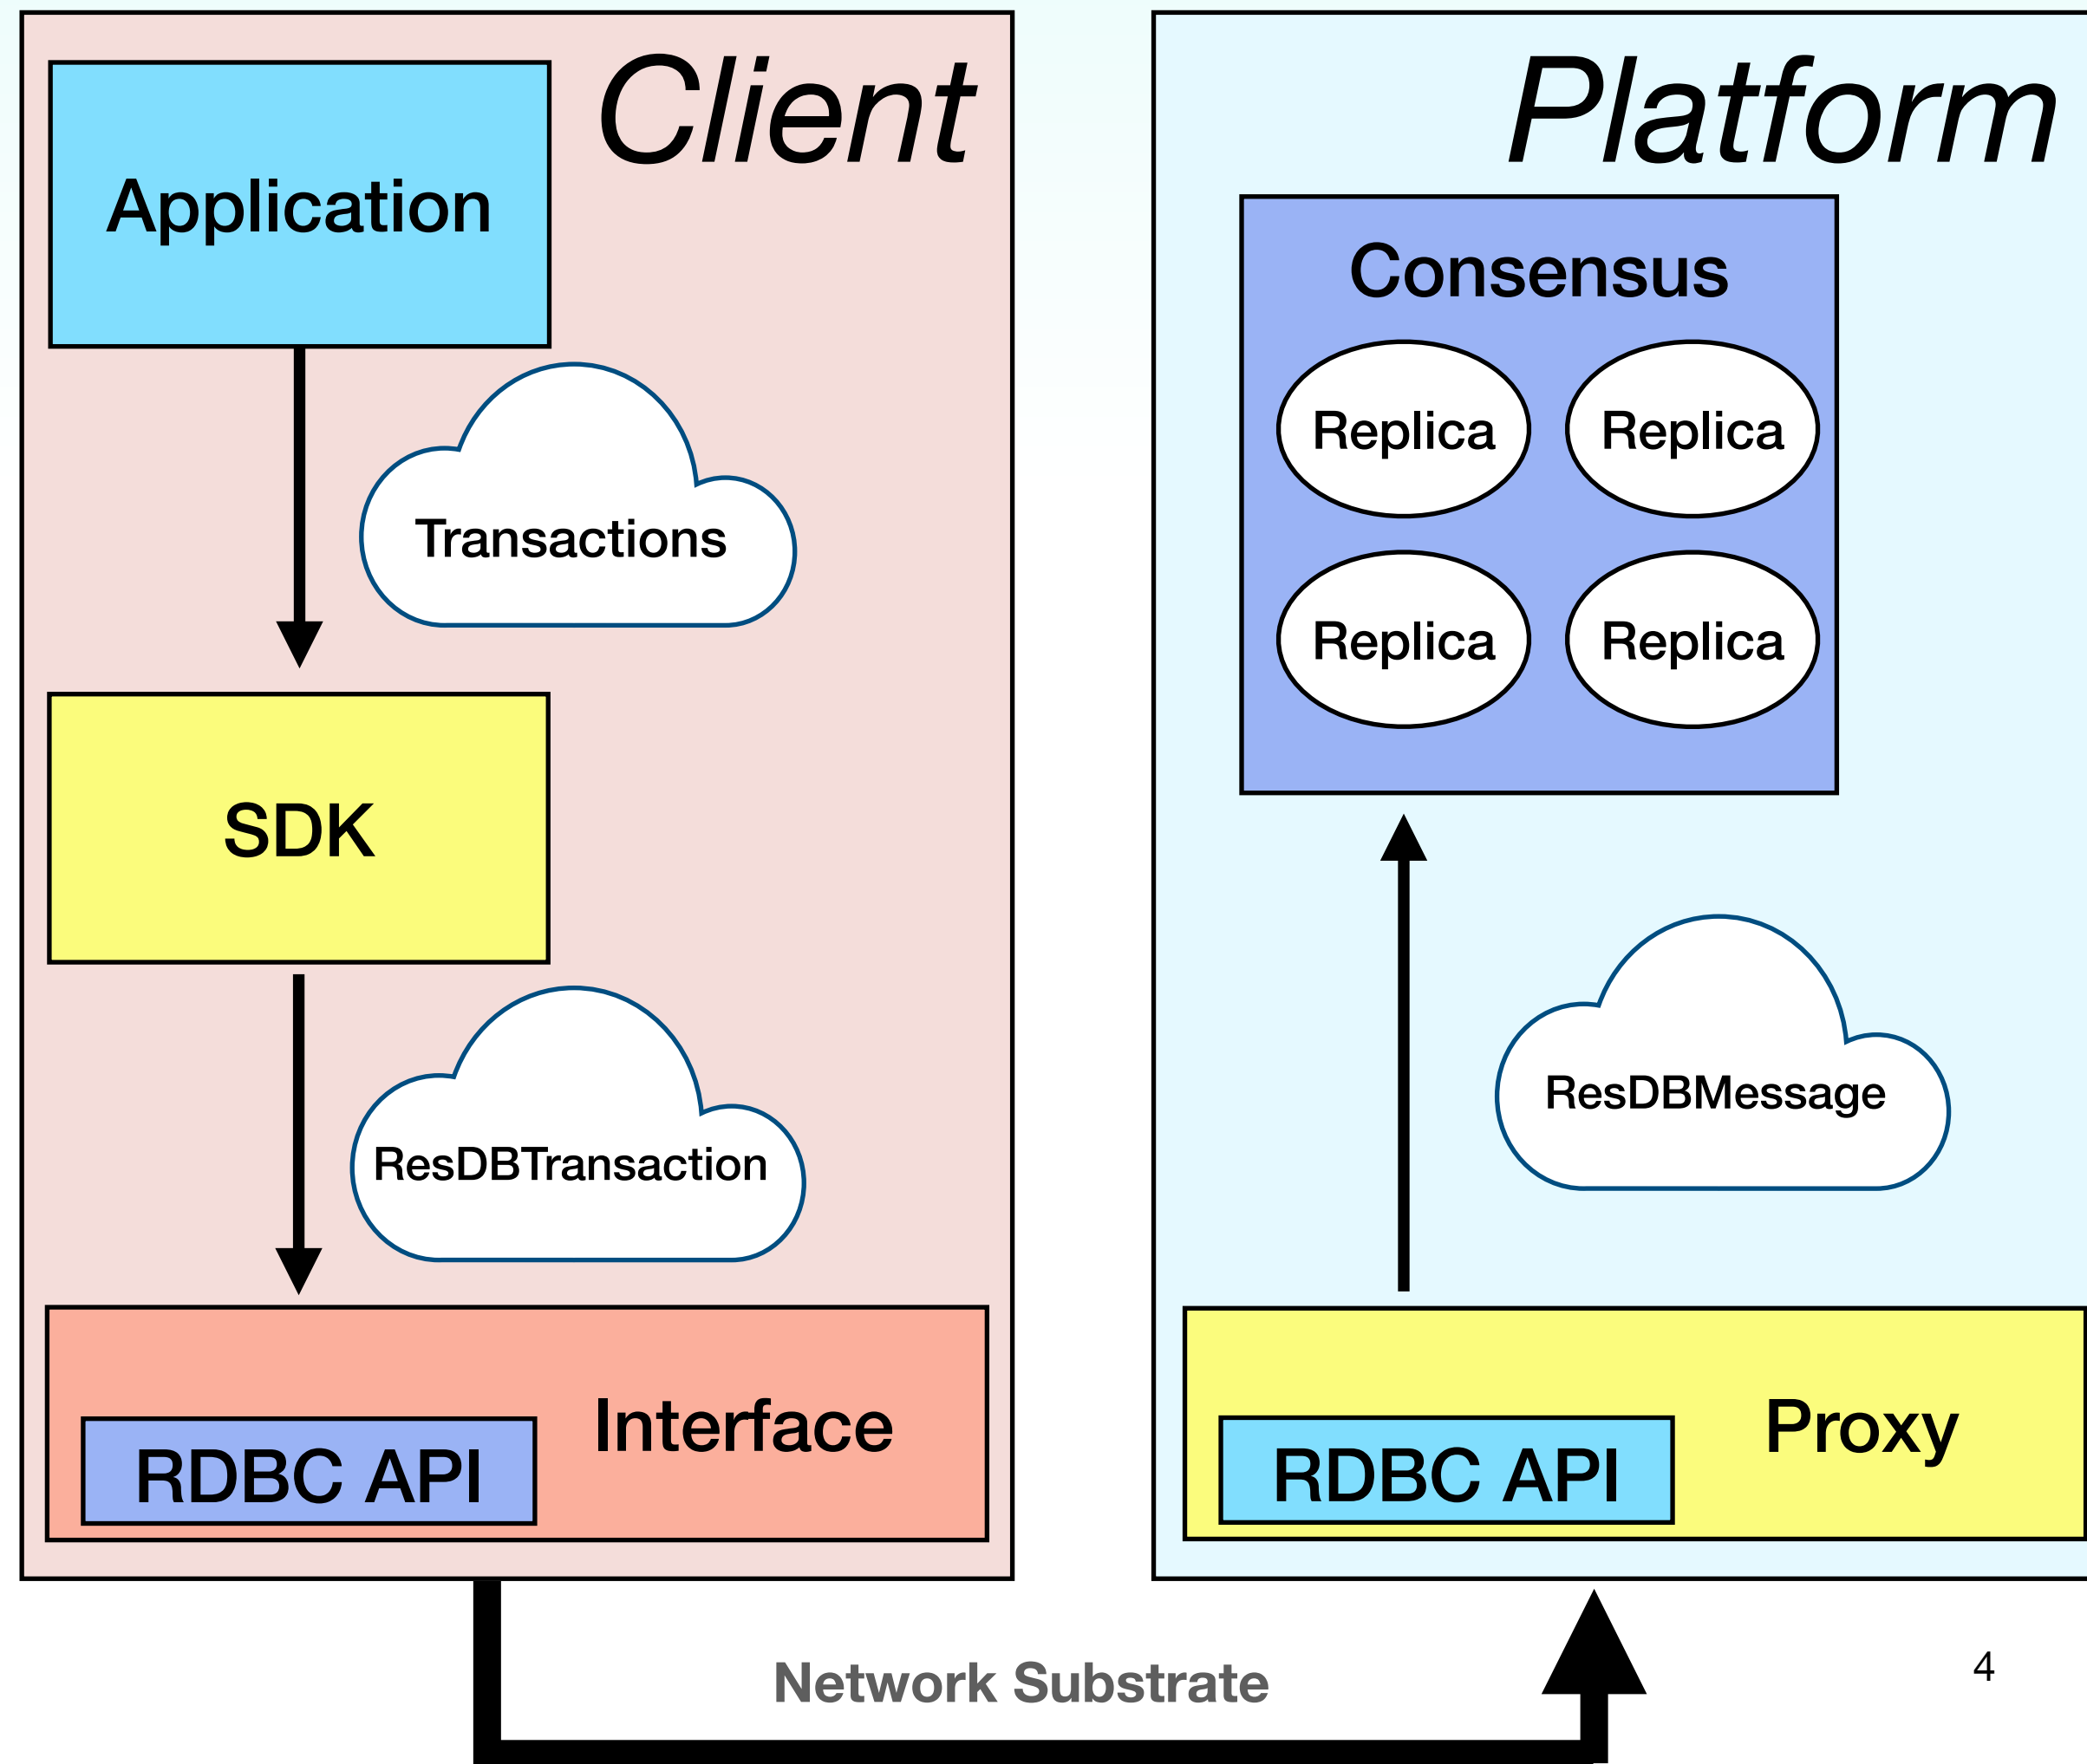 Client
Application
Transactions
SDK
ResDBTransaction
Interface
RDBC API
Platform
Consensus
Replica
Replica
Replica
Replica
ResDBMessage
Proxy
RDBC API
Network Substrate
4